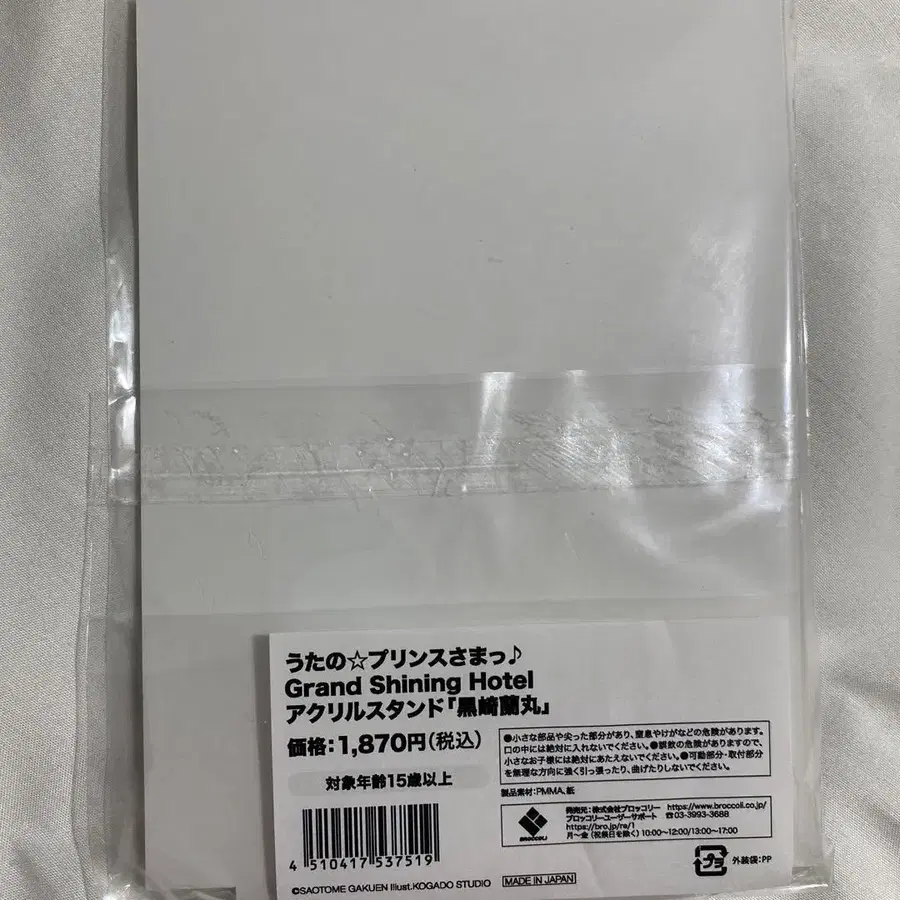 うたの☆プリンスさまっ♪
Grand Shining Hotel
アクリルスタンド「黒崎蘭丸」
価格:1,870円(税込)
対象年齢15歳以上
●小さな部品や尖った部分があり、窒息やけがなどの危険があります。
口の中には絶対に入れないでください。●誤飲の危険がありますので、
小さなお子様には絶対にあたえないでください。●可動部分・取付部分
を無理な方向に強く引っ張ったり、曲げたりしないでください。
製品素材:PMMA、紙
BROCCOLI
発売元:株式会社ブロッコリー https://www.broccoli.co.jp/
ブロッコリーユーザーサポート ☎03-3993-3688
https://bro.jp/re/1
月〜金(祝祭日を除く)10:00〜12:00/13:00〜17:00
4 510417 537519
プラ
外装袋:PP
©SAOTOME GAKUEN Illust.KOGADO STUDIO
MADE IN JAPAN